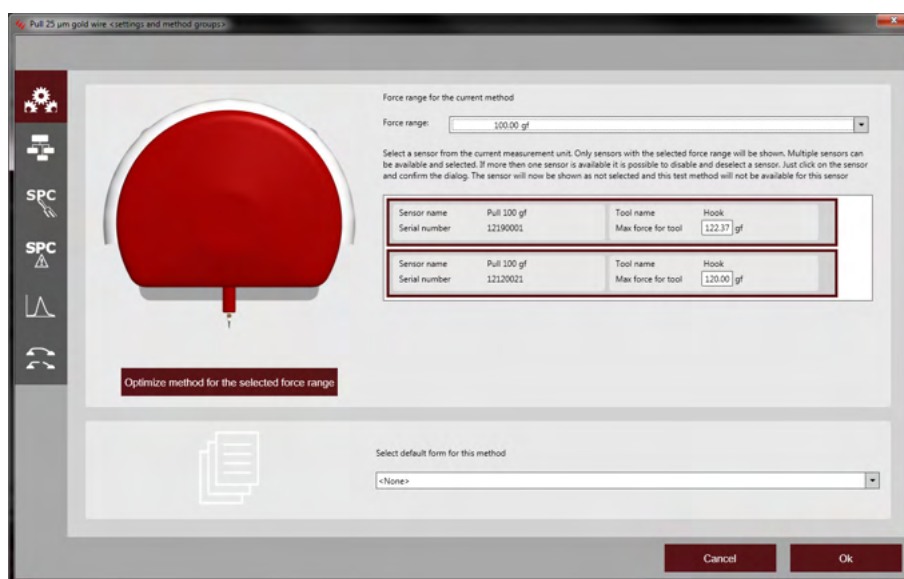 Pull 25 µm gold wire <settings and method groups>
Force range for the current method
Force range: 100.00 gf
Select a sensor from the current measurement unit. Only sensors with the selected force range will be shown. Multiple sensors can
be available and selected. If more then one sensor is available it is possible to disable and deselect a sensor. Just click on the sensor
and confirm the dialog. The sensor will now be shown as not selected and this test method will not be available for this sensor
Sensor name Pull 100 gf Tool name Hook
Serial number 12190001 Max force for tool 122.37 gf
Sensor name Pull 100 gf Tool name Hook
Serial number 12120021 Max force for tool 120.00 gf
SPC
SPC
Optimize method for the selected force range
Select default form for this method
<None>
Cancel Ok